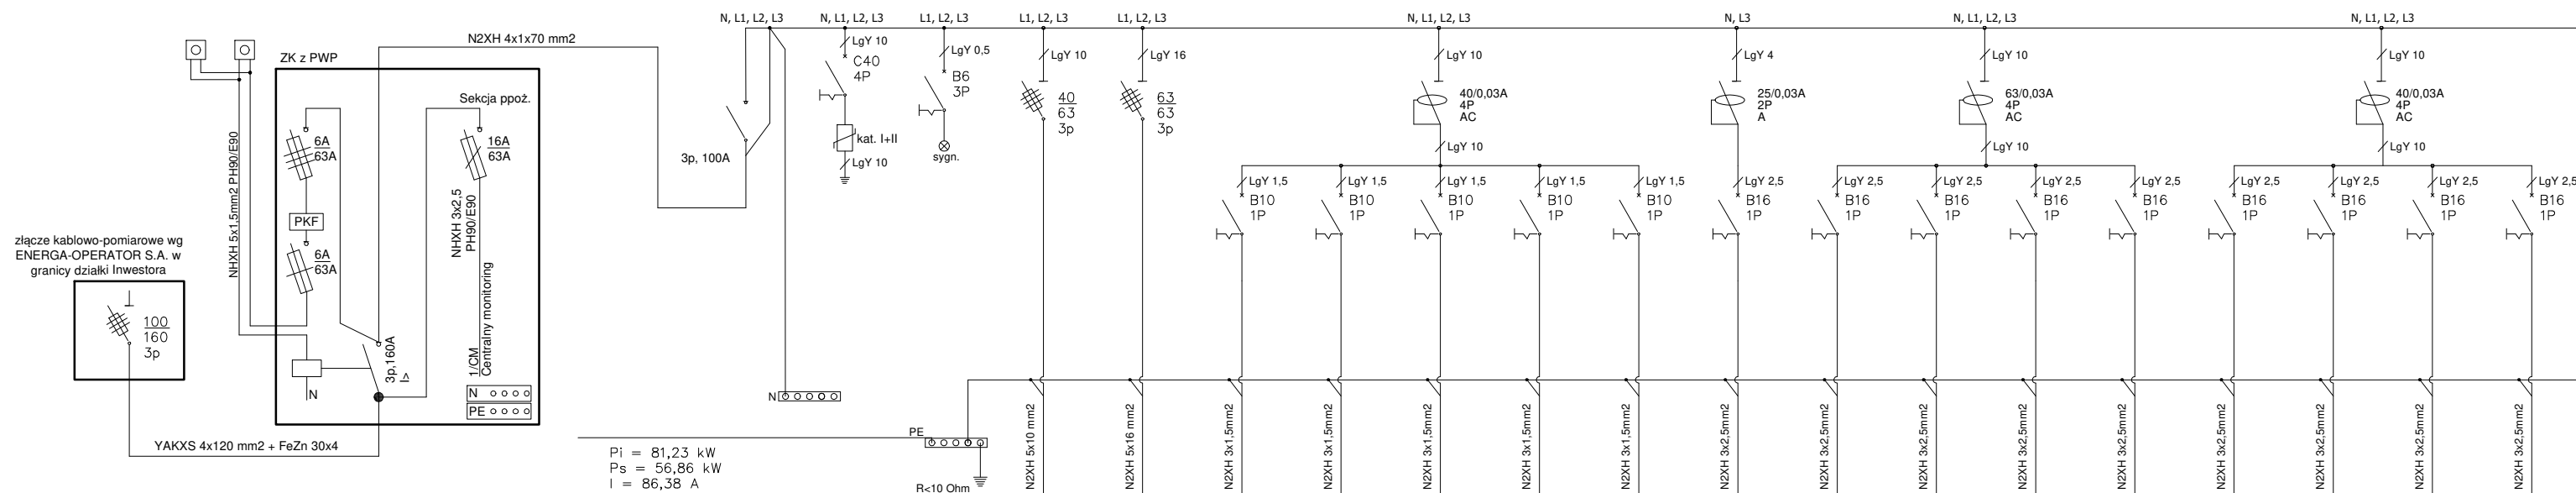 N, L1, L2, L3
N, L1, L2, L3
L1, L2, L3
L1, L2, L3
L1, L2, L3
N, L1, L2, L3
N, L3
N, L1, L2, L3
N, L1, L2, L3
N2XH 4x1x70 mm2
ZK z PWP
Sekcja ppoż.
6A
63A
16A
63A
NHXH 5x1,5mm2 PH90/E90
PKF
NHXH 3x2,5
PH90/E90
6A
63A
złącze kablowo-pomiarowe wg
ENERGA-OPERATOR S.A. w
granicy działki Inwestora
100
160
3p
1/CM
Centralny monitoring
3p,160A
I>
N
N
PE
YAKXS 4x120 mm2 + FeZn 30x4
3p, 100A
LgY 10
C40
4P
kat. I+II
LgY 10
LgY 0,5
B6
3P
sygn.
LgY 10
40
63
3p
LgY 16
63
63
3p
LgY 10
40/0,03A
4P
AC
LgY 10
LgY 4
25/0,03A
2P
A
LgY 10
63/0,03A
4P
AC
LgY 10
LgY 10
40/0,03A
4P
AC
LgY 10
LgY 1,5
B10
1P
LgY 1,5
B10
1P
LgY 1,5
B10
1P
LgY 1,5
B10
1P
LgY 1,5
B10
1P
LgY 2,5
B16
1P
LgY 2,5
B16
1P
LgY 2,5
B16
1P
LgY 2,5
B16
1P
LgY 2,5
B16
1P
LgY 2,5
B16
1P
LgY 2,5
B16
1P
LgY 2,5
B16
1P
LgY 2,5
B16
1P
N
PE
R<10 Ohm
Pi = 81,23 kW
Ps = 56,86 kW
I = 86,38 A
N2XH 5x10 mm2
N2XH 5x16 mm2
N2XH 3x1,5mm2
N2XH 3x1,5mm2
N2XH 3x1,5mm2
N2XH 3x1,5mm2
N2XH 3x1,5mm2
N2XH 3x2,5mm2
N2XH 3x2,5mm2
N2XH 3x2,5mm2
N2XH 3x2,5mm2
N2XH 3x2,5mm2
N2XH 3x2,5mm2
N2XH 3x2,5mm2
N2XH 3x2,5mm2
N2XH 3x2,5mm2